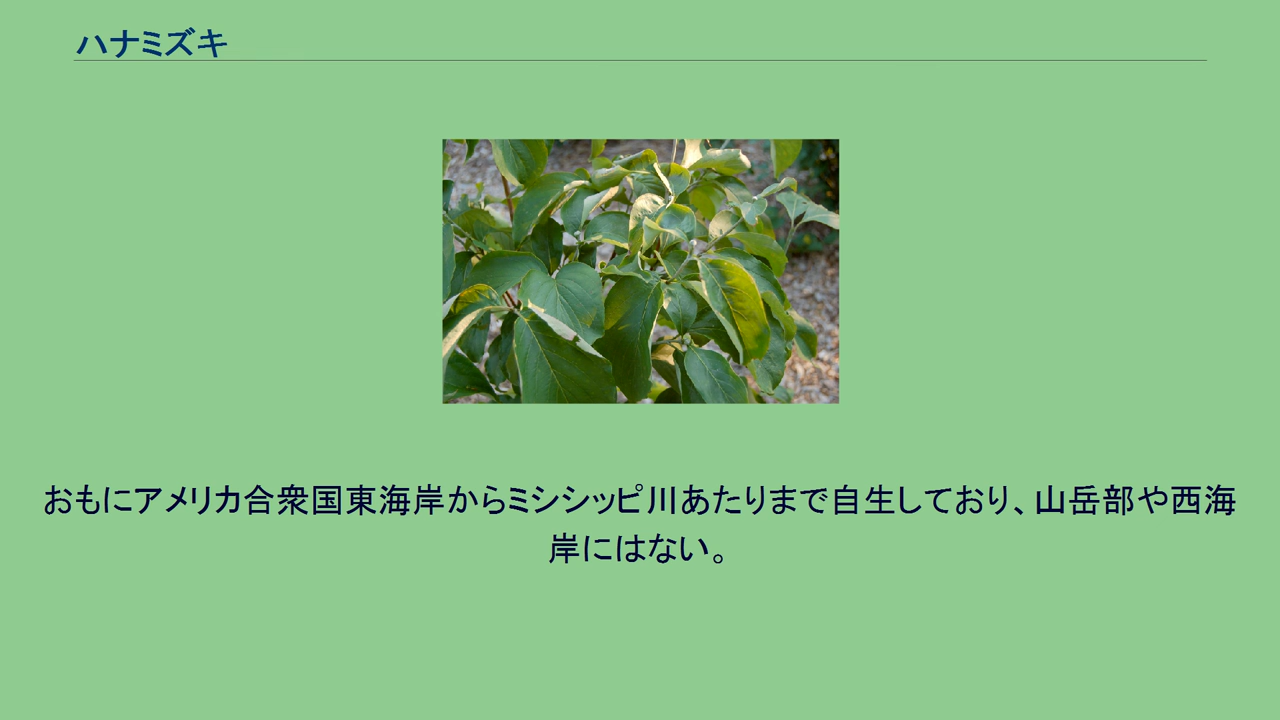 ハナミズキ
おもにアメリカ合衆国東海岸からミシシッピ川あたりまで自生しており、山岳部や西海
岸にはない。